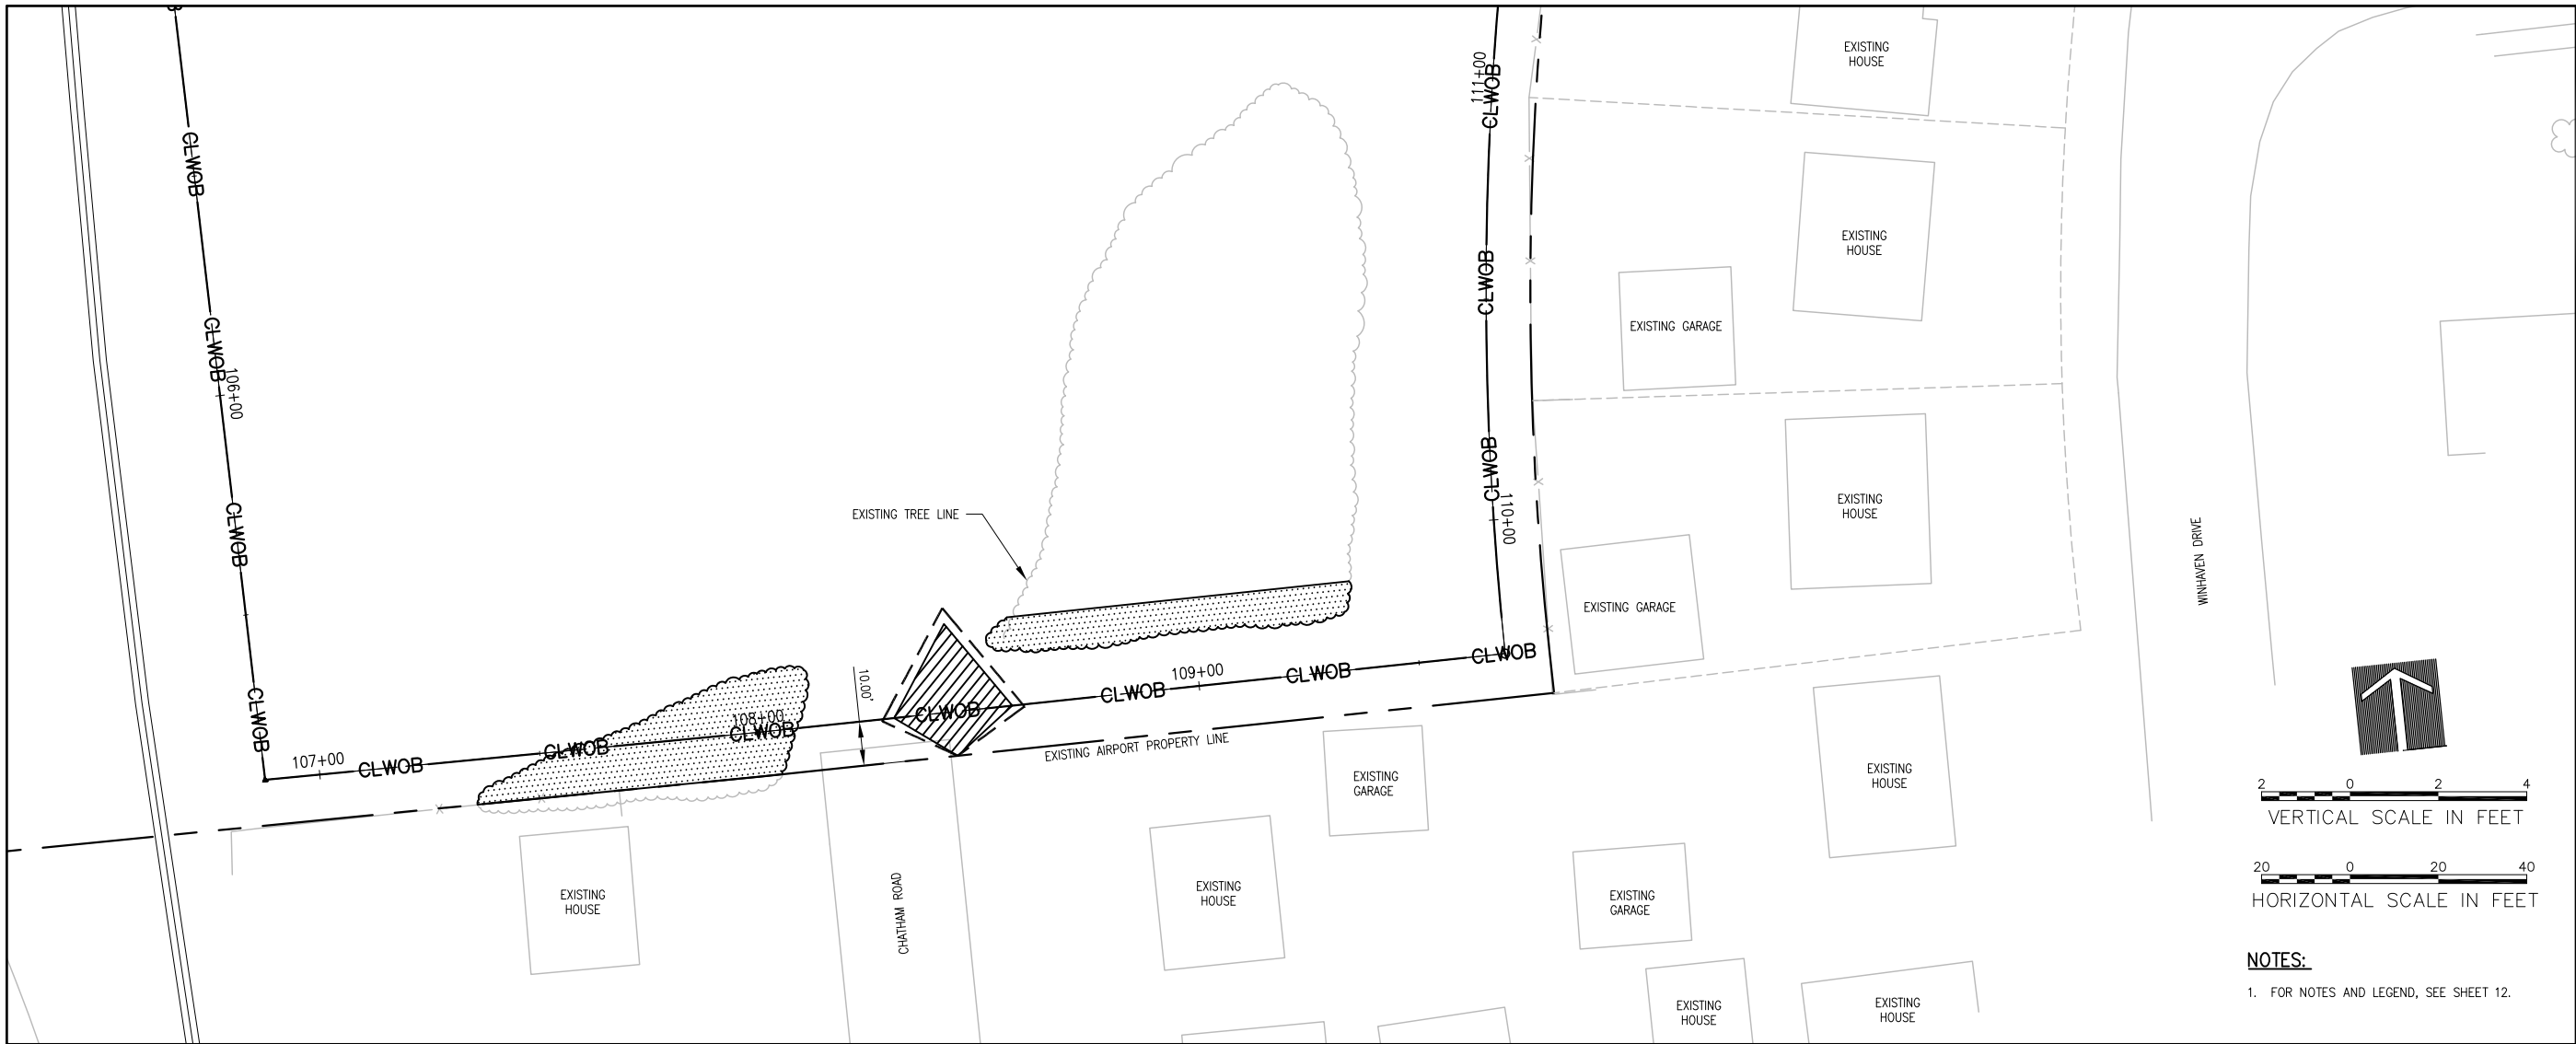 CLWOB
CLWOB
106+00
CLWOB
CLWOB
107+00
CLWOB
CLWOB
108+00
CLWOB
10.00'
CLWOB
CLWOB
109+00
CLWOB
CLWOB
110+00
CLWOB
CLWOB
111+00
CLWOB
EXISTING TREE LINE
EXISTING AIRPORT PROPERTY LINE
CHATHAM ROAD
WINHAVEN DRIVE
EXISTING
HOUSE
EXISTING
HOUSE
EXISTING GARAGE
EXISTING
HOUSE
EXISTING GARAGE
EXISTING
HOUSE
EXISTING
GARAGE
EXISTING
HOUSE
EXISTING
HOUSE
EXISTING
GARAGE
EXISTING
HOUSE
EXISTING
HOUSE
2 0 2 4
VERTICAL SCALE IN FEET
20 0 20 40
HORIZONTAL SCALE IN FEET
NOTES:
1. FOR NOTES AND LEGEND, SEE SHEET 12.